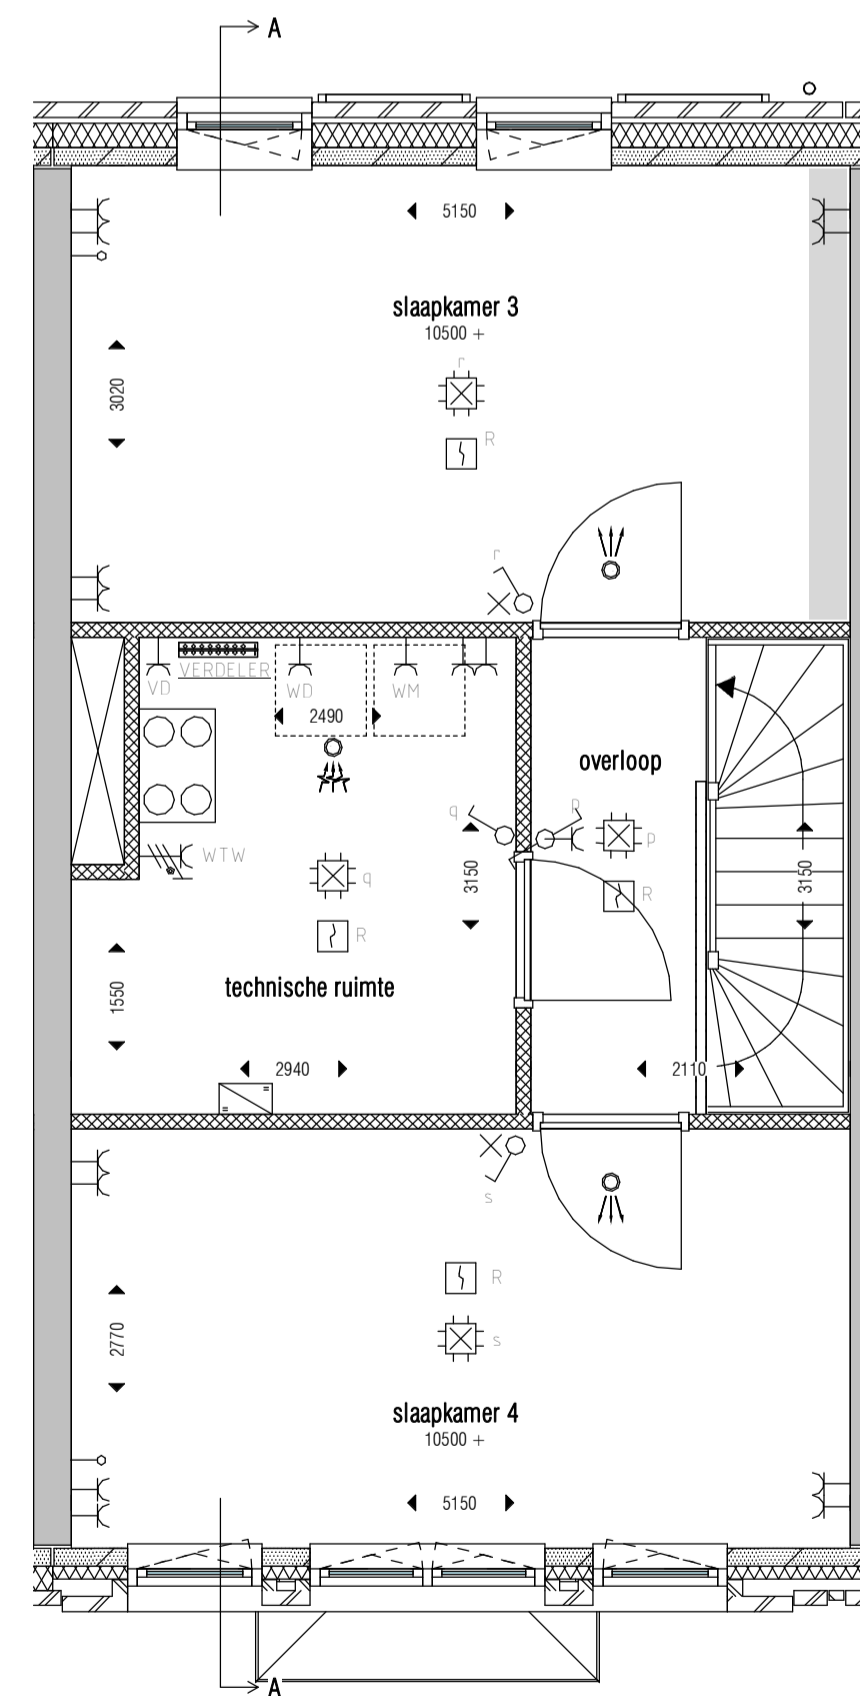 A
5150
slaapkamer 3
10500 +
r
3020
R
r
VD
VERDELER
WD
WM
2490
overloop
q
p
p
WTW
q
3150
3150
R
R
technische ruimte
1550
2940
2110
s
R
s
2770
slaapkamer 4
10500 +
5150
A